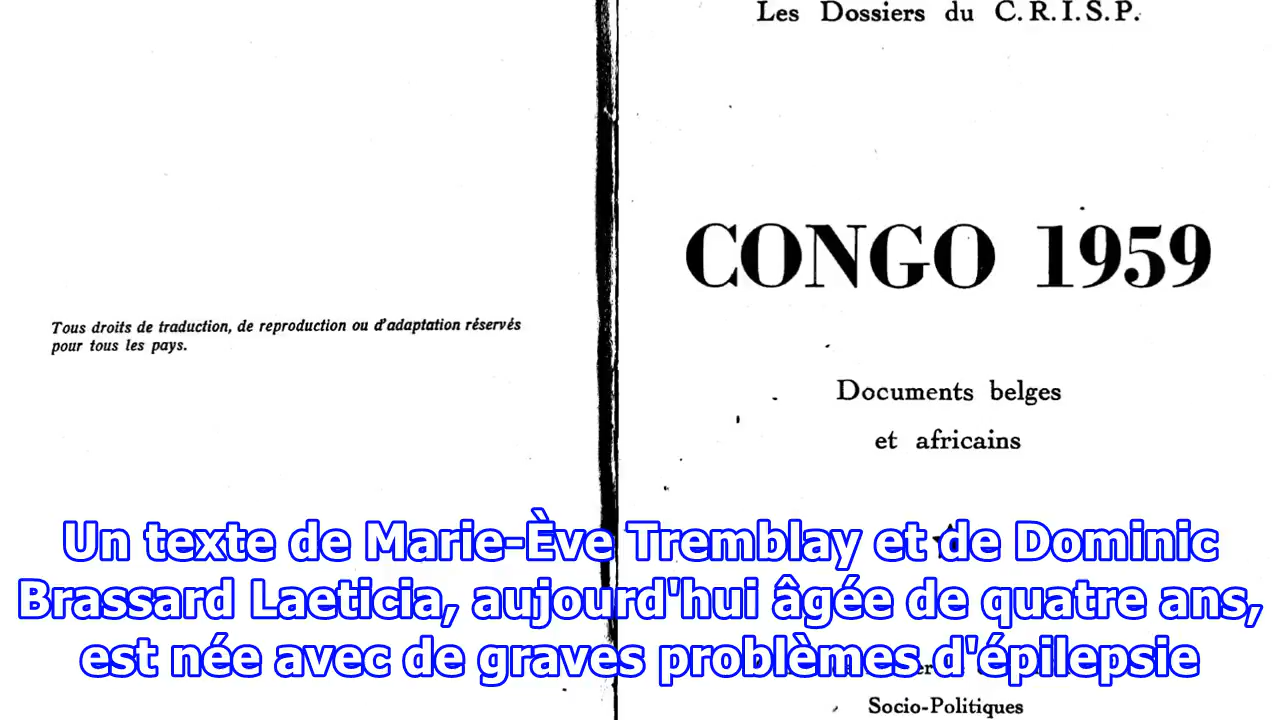 Les Dossiers du C.R.I.S.P.
CONGO 1959
Tous droits de traduction, de reproduction ou d'adaptation réservés
pour tous les pays.
Documents belges
et africains
Un texte de Marie-Ève Tremblay et de Dominic
Brassard Laeticia, aujourd'hui âgée de quatre ans,
est née avec de graves problèmes d'épilepsie
Socio-Politiques